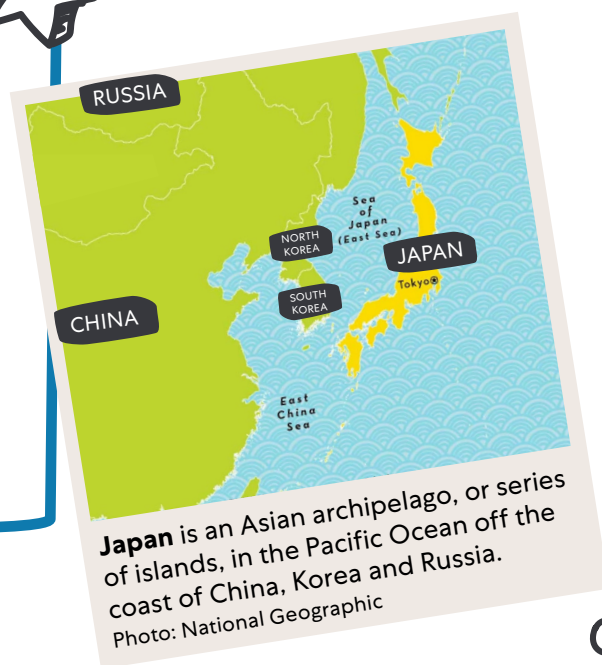 RUSSIA
Sea
of
Japan
(East Sea)
NORTH
KOREA
JAPAN
Tokyo
SOUTH
KOREA
CHINA
East
China
Sea
Japan is an Asian archipelago, or series
of islands, in the Pacific Ocean off the
coast of China, Korea and Russia.
Photo: National Geographic